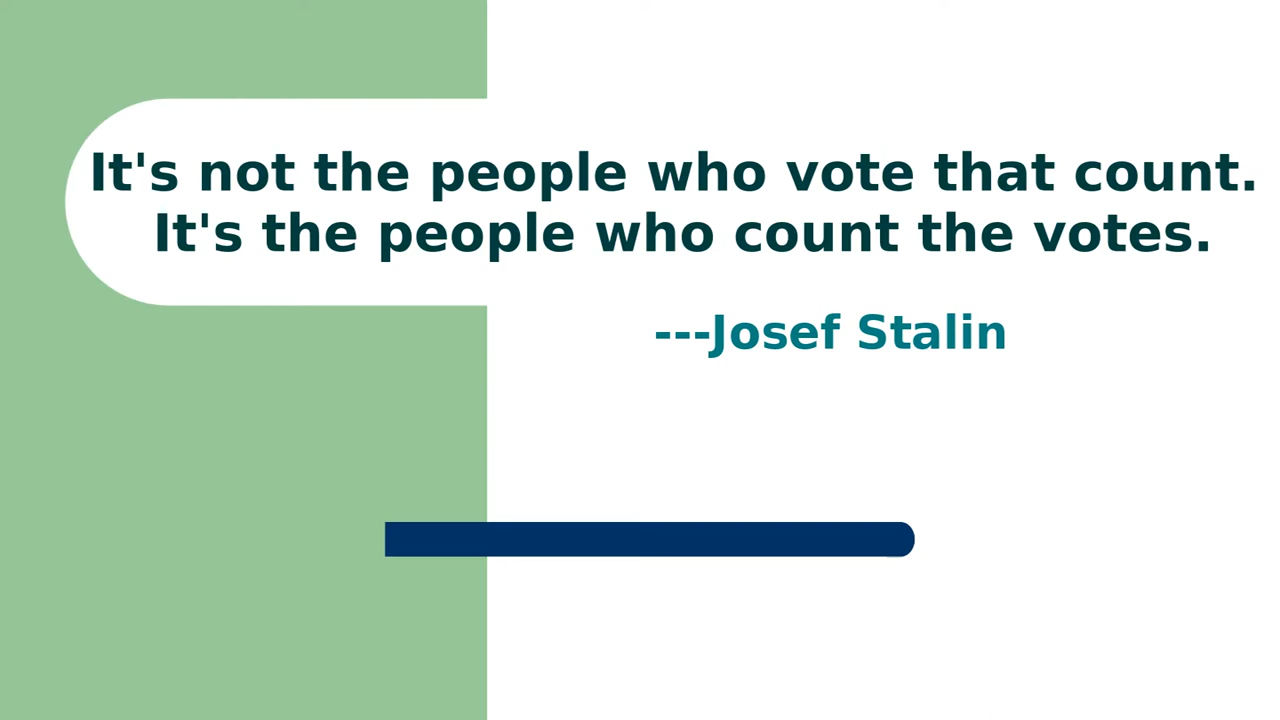 It's not the people who vote that count.
It's the people who count the votes.
---Josef Stalin